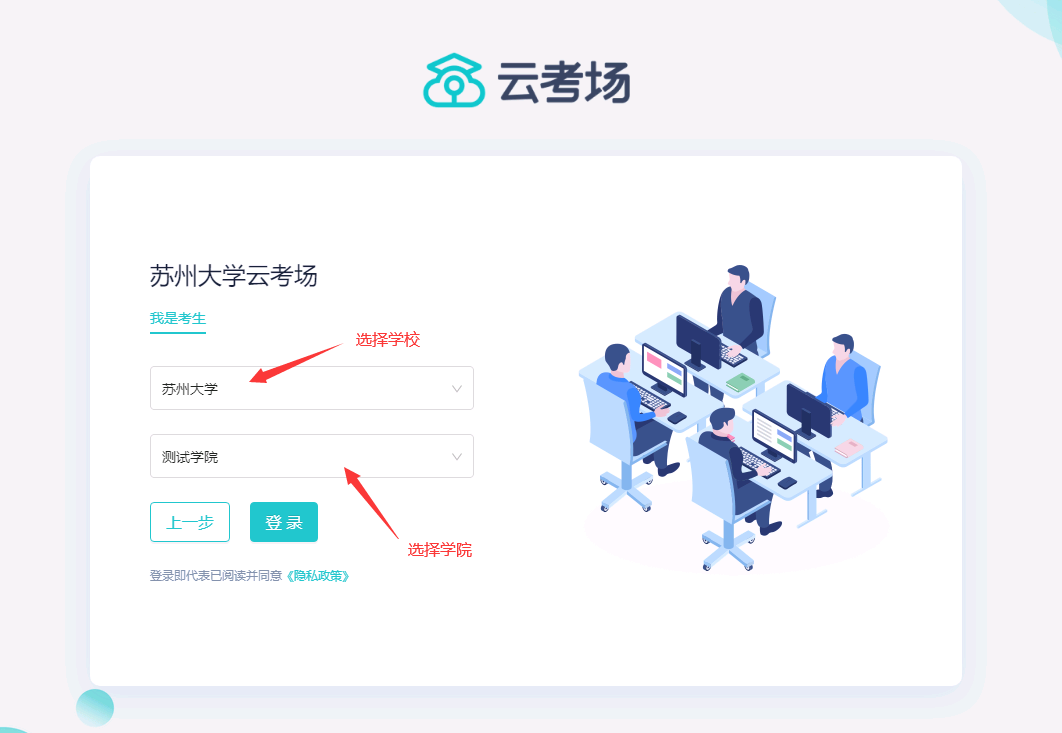 云考场
苏州大学云考场
我是考生
选择学校
苏州大学
测试学院
上一步
登 录
选择学院
登录即代表已阅读并同意《隐私政策》